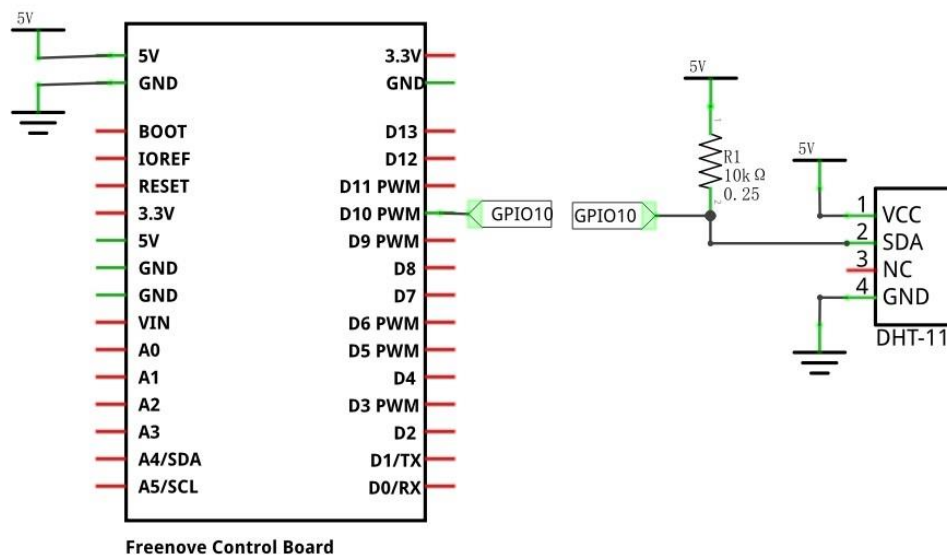 5V
5V
GND
BOOT
IOREF
RESET
3.3V
5V
GND
GND
VIN
A0
A1
A2
A3
A4/SDA
A5/SCL
3.3V
GND
D13
D12
D11 PWM
D10 PWM
D9 PWM
D8
D7
D6 PWM
D5 PWM
D4
D3 PWM
D2
D1/TX
D0/RX
Freenove Control Board
GPIO10
GPIO10
5V
1
R1
10kΩ
0.25
2
5V
1 VCC
2 SDA
3 NC
4 GND
DHT-11